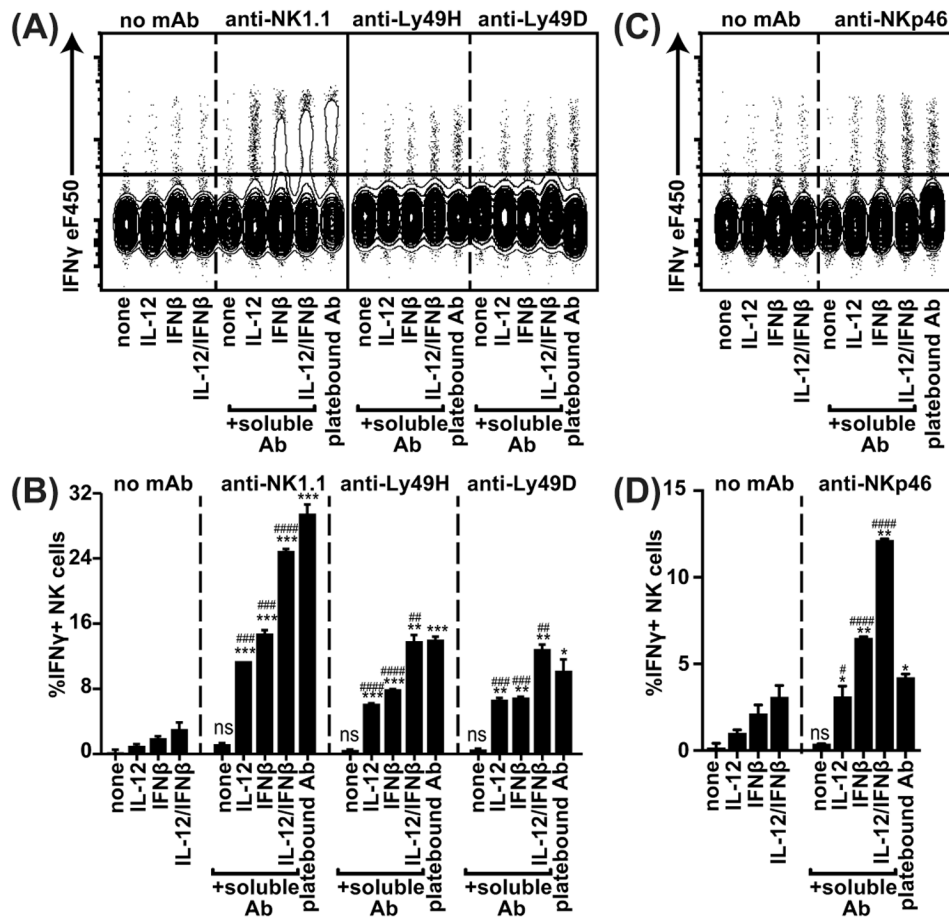 (A)
no mAb anti-NK1.1 anti-Ly49H anti-Ly49D
IFNγ eF450
none
IL-12
IFNβ
IL-12/IFNβ
none
IL-12
IFNβ
IL-12/IFNβ
platebound Ab
none
IL-12
IFNβ
IL-12/IFNβ
platebound Ab
none
IL-12
IFNβ
IL-12/IFNβ
platebound Ab
+soluble
Ab
+soluble
Ab
+soluble
Ab
(C)
no mAb anti-NKp46
IFNγ eF450
none
IL-12
IFNβ
IL-12/IFNβ
none
IL-12
IFNβ
IL-12/IFNβ
platebound Ab
+soluble
Ab
(B)
no mAb anti-NK1.1 anti-Ly49H anti-Ly49D
%IFNγ+ NK cells
32
24
16
8
0
ns
###
***
###
***
####
***
***
ns
####
***
####
***
##
**
***
ns
###
**
###
**
##
**
*
none
IL-12
IFNβ
IL-12/IFNβ
none
IL-12
IFNβ
IL-12/IFNβ
platebound Ab
none
IL-12
IFNβ
IL-12/IFNβ
platebound Ab
none
IL-12
IFNβ
IL-12/IFNβ
platebound Ab
+soluble
Ab
+soluble
Ab
+soluble
Ab
(D)
no mAb anti-NKp46
%IFNγ+ NK cells
15
10
5
0
ns
#
*
####
**
####
**
*
none
IL-12
IFNβ
IL-12/IFNβ
none
IL-12
IFNβ
IL-12/IFNβ
platebound Ab
+soluble
Ab